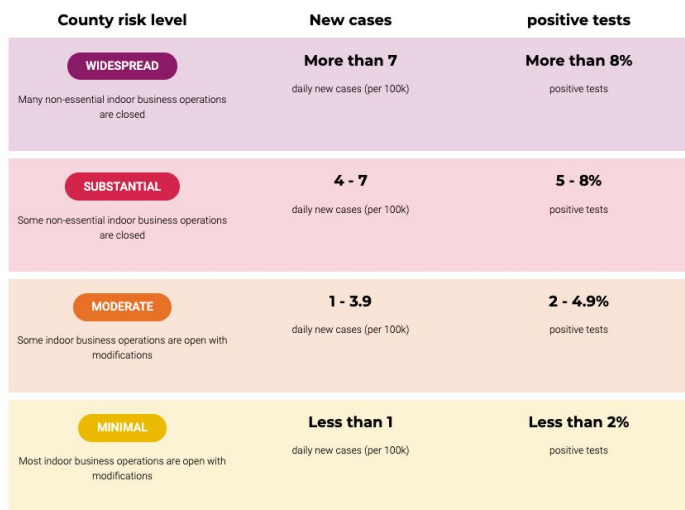 County risk level New cases positive tests
WIDESPREAD More than 7 More than 8%
Many non-essential indoor business operations daily new cases (per 100k) positive tests
are closed
SUBSTANTIAL 4 - 7 5 - 8%
Some non-essential indoor business operations daily new cases (per 100k) positive tests
are closed
MODERATE 1 - 3.9 2 - 4.9%
Some indoor business operations are open with daily new cases (per 100k) positive tests
modifications
MINIMAL Less than 1 Less than 2%
Most indoor business operations are open with daily new cases (per 100k) positive tests
modifications